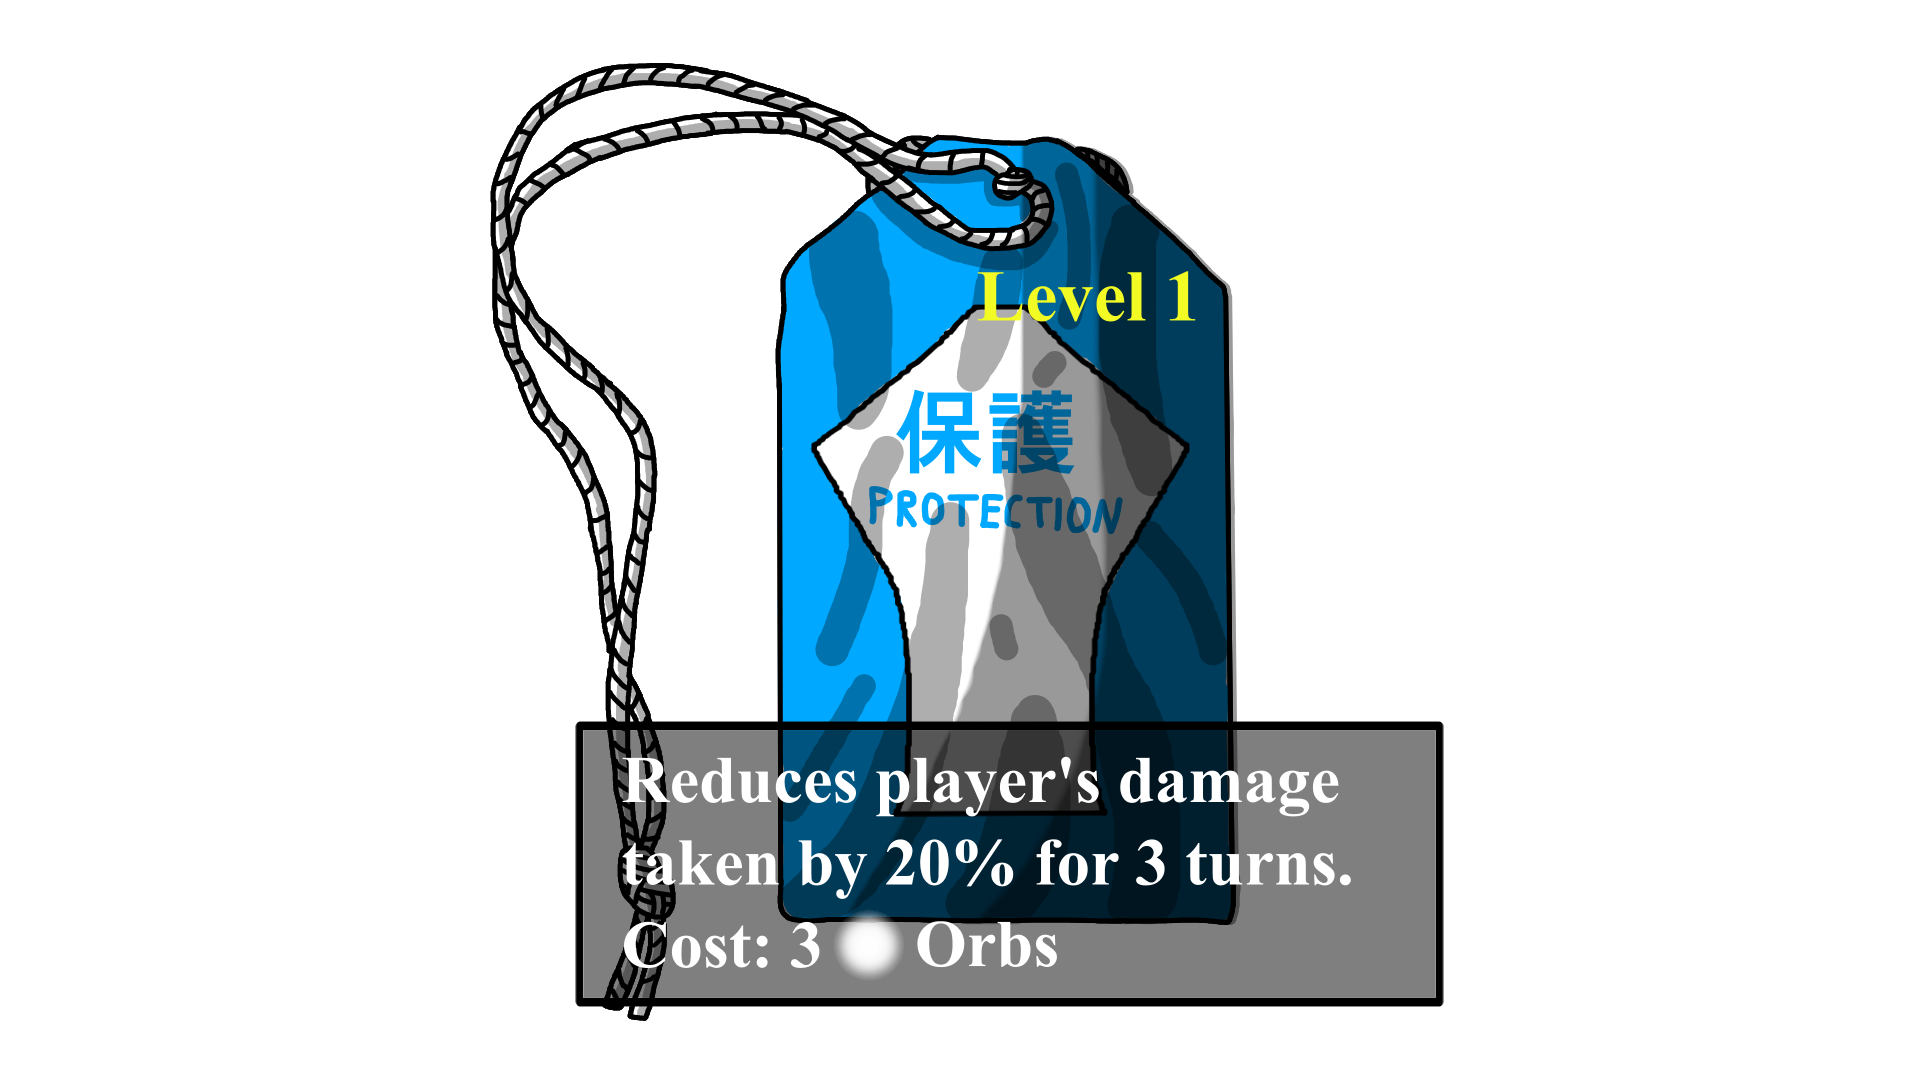 Level 1
保護
PROTECTION
Reduces player's damage
taken by 20% for 3 turns.
Cost: 3 Orbs